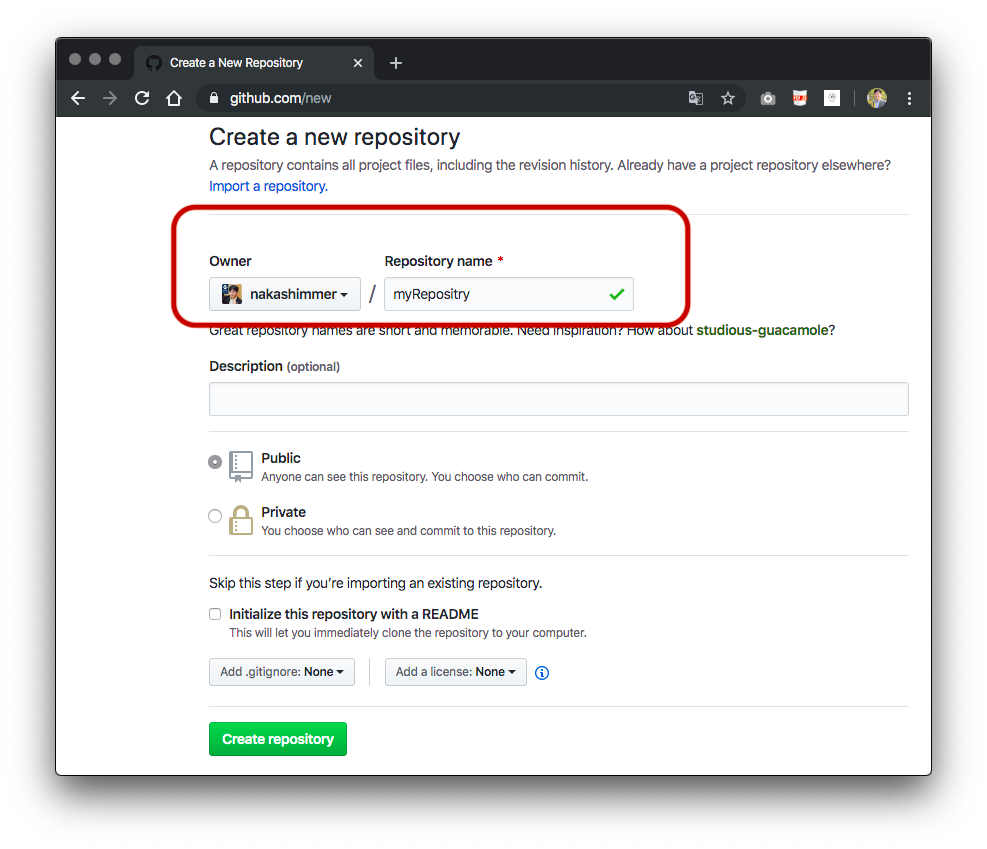 Create a New Repository
github.com/new
Create a new repository
A repository contains all project files, including the revision history. Already have a project repository elsewhere?
Import a repository.
Owner Repository name *
nakashimmer / myRepositry
Great repository names are short and memorable. Need inspiration? How about studious-guacamole?
Description (optional)
Public
Anyone can see this repository. You choose who can commit.
Private
You choose who can see and commit to this repository.
Skip this step if you’re importing an existing repository.
Initialize this repository with a README
This will let you immediately clone the repository to your computer.
Add .gitignore: None Add a license: None
Create repository